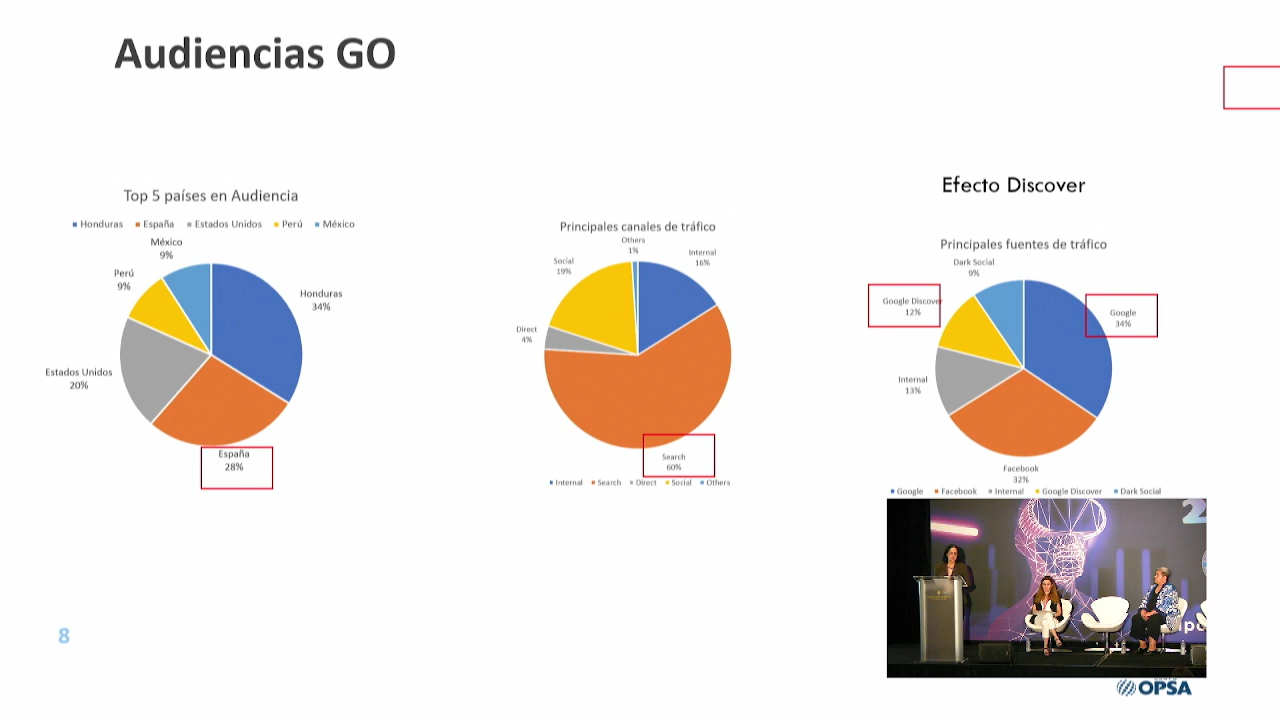 Audiencias GO
Top 5 países en Audiencia
Honduras España Estados Unidos Perú México
México
9%
Perú
9%
Honduras
34%
Estados Unidos
20%
España
28%
Principales canales de tráfico
Others
1%
Internal
16%
Social
19%
Direct
4%
Search
60%
Internal Search Direct Social Others
Efecto Discover
Principales fuentes de tráfico
Dark Social
9%
Google Discover
12%
Google
34%
Internal
13%
Facebook
32%
Google Facebook Internal Google Discover Dark Social
2
8
OPSA